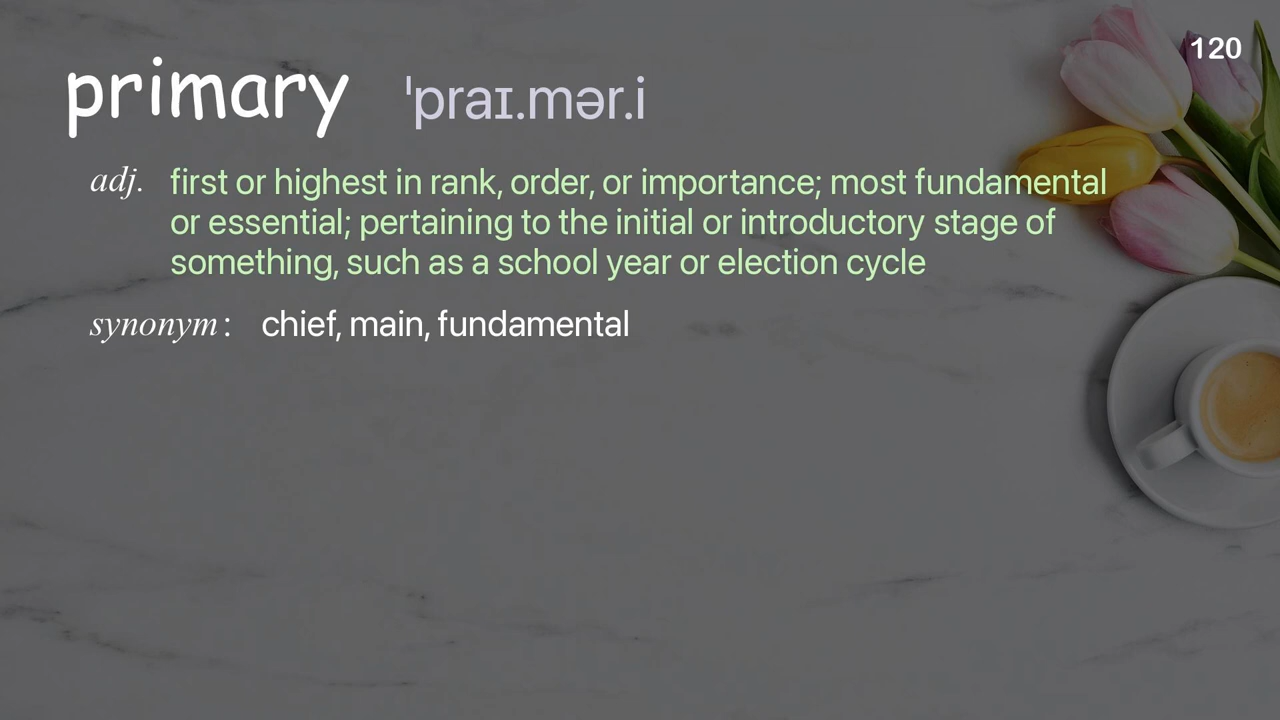 120
primary ˈpraɪ.mər.i
adj. first or highest in rank, order, or importance; most fundamental
or essential; pertaining to the initial or introductory stage of
something, such as a school year or election cycle
synonym : chief, main, fundamental